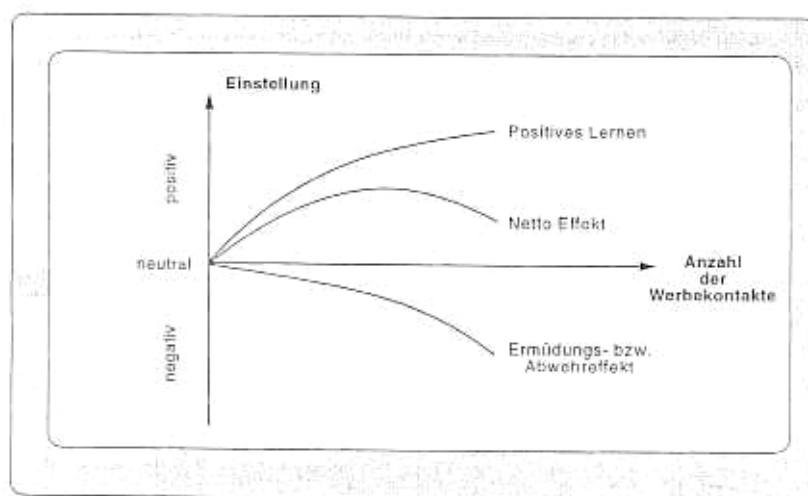 Einstellung
Positives Lernen
positiv
Netto Effekt
neutral
Anzahl
der
Werbekontakte
negativ
Ermüdungs- bzw.
Abwehreffekt